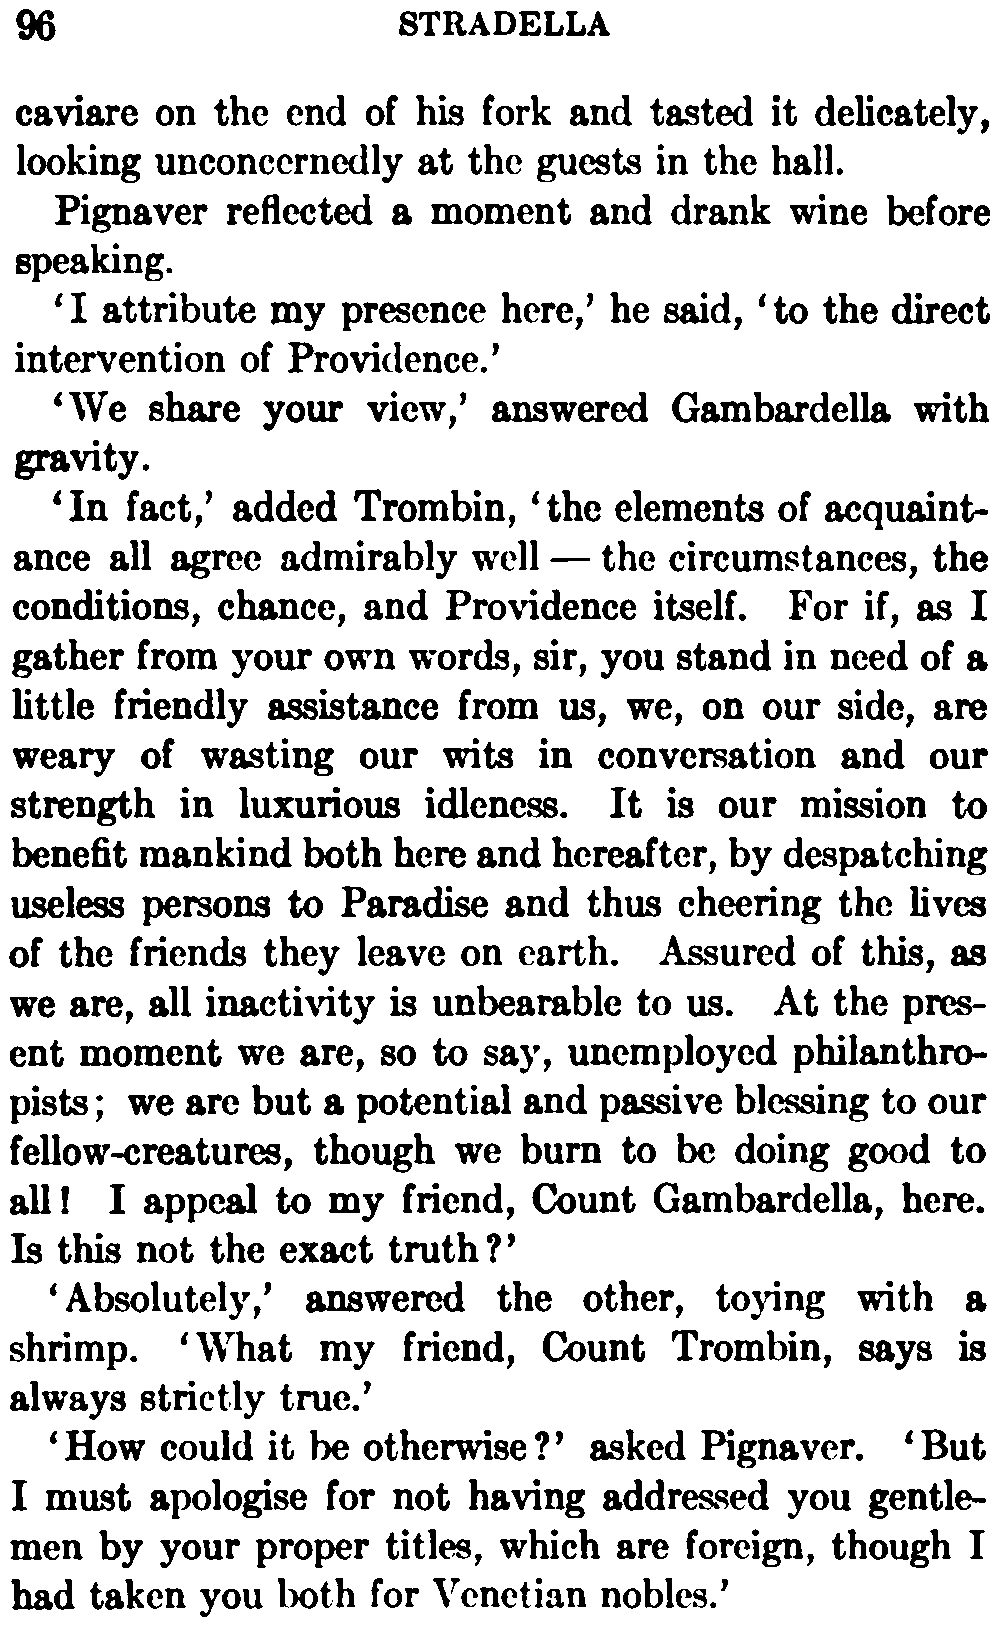 96 STRADELLA
caviare on the end of his fork and tasted it delicately,
looking unconcernedly at the guests in the hall.
Pignaver reflected a moment and drank wine before
speaking.
‘I attribute my presence here,’ he said, ‘to the direct
intervention of Providence.’
‘We share your view,’ answered Gambardella with
gravity.
‘In fact,’ added Trombin, ‘the elements of acquaint-
ance all agree admirably well — the circumstances, the
conditions, chance, and Providence itself. For if, as I
gather from your own words, sir, you stand in need of a
little friendly assistance from us, we, on our side, are
weary of wasting our wits in conversation and our
strength in luxurious idleness. It is our mission to
benefit mankind both here and hereafter, by despatching
useless persons to Paradise and thus cheering the lives
of the friends they leave on earth. Assured of this, as
we are, all inactivity is unbearable to us. At the pres-
ent moment we are, so to say, unemployed philanthro-
pists; we are but a potential and passive blessing to our
fellow-creatures, though we burn to be doing good to
all! I appeal to my friend, Count Gambardella, here.
Is this not the exact truth?’
‘Absolutely,’ answered the other, toying with a
shrimp. ‘What my friend, Count Trombin, says is
always strictly true.’
‘How could it be otherwise?’ asked Pignaver. ‘But
I must apologise for not having addressed you gentle-
men by your proper titles, which are foreign, though I
had taken you both for Venetian nobles.’